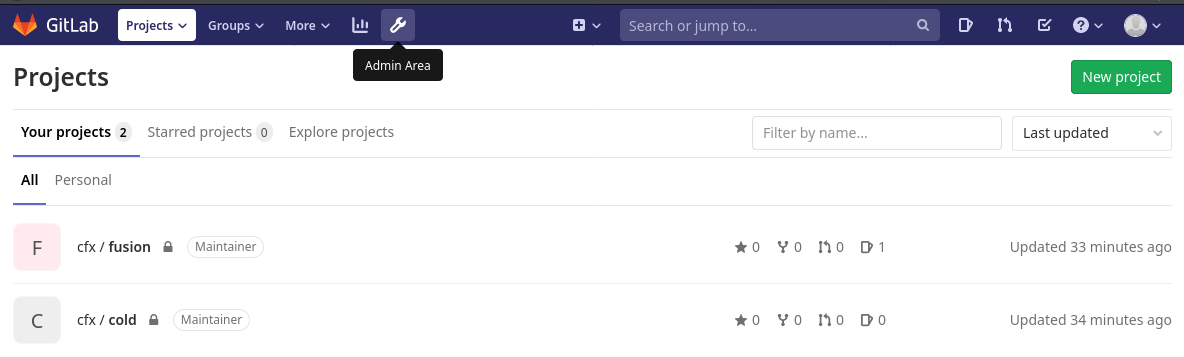 GitLab Projects Groups More Search or jump to...
Admin Area
Projects New project
Your projects 2 Starred projects 0 Explore projects Filter by name... Last updated
All Personal
F cfx / fusion Maintainer 0 0 0 1 Updated 33 minutes ago
C cfx / cold Maintainer 0 0 0 0 Updated 34 minutes ago